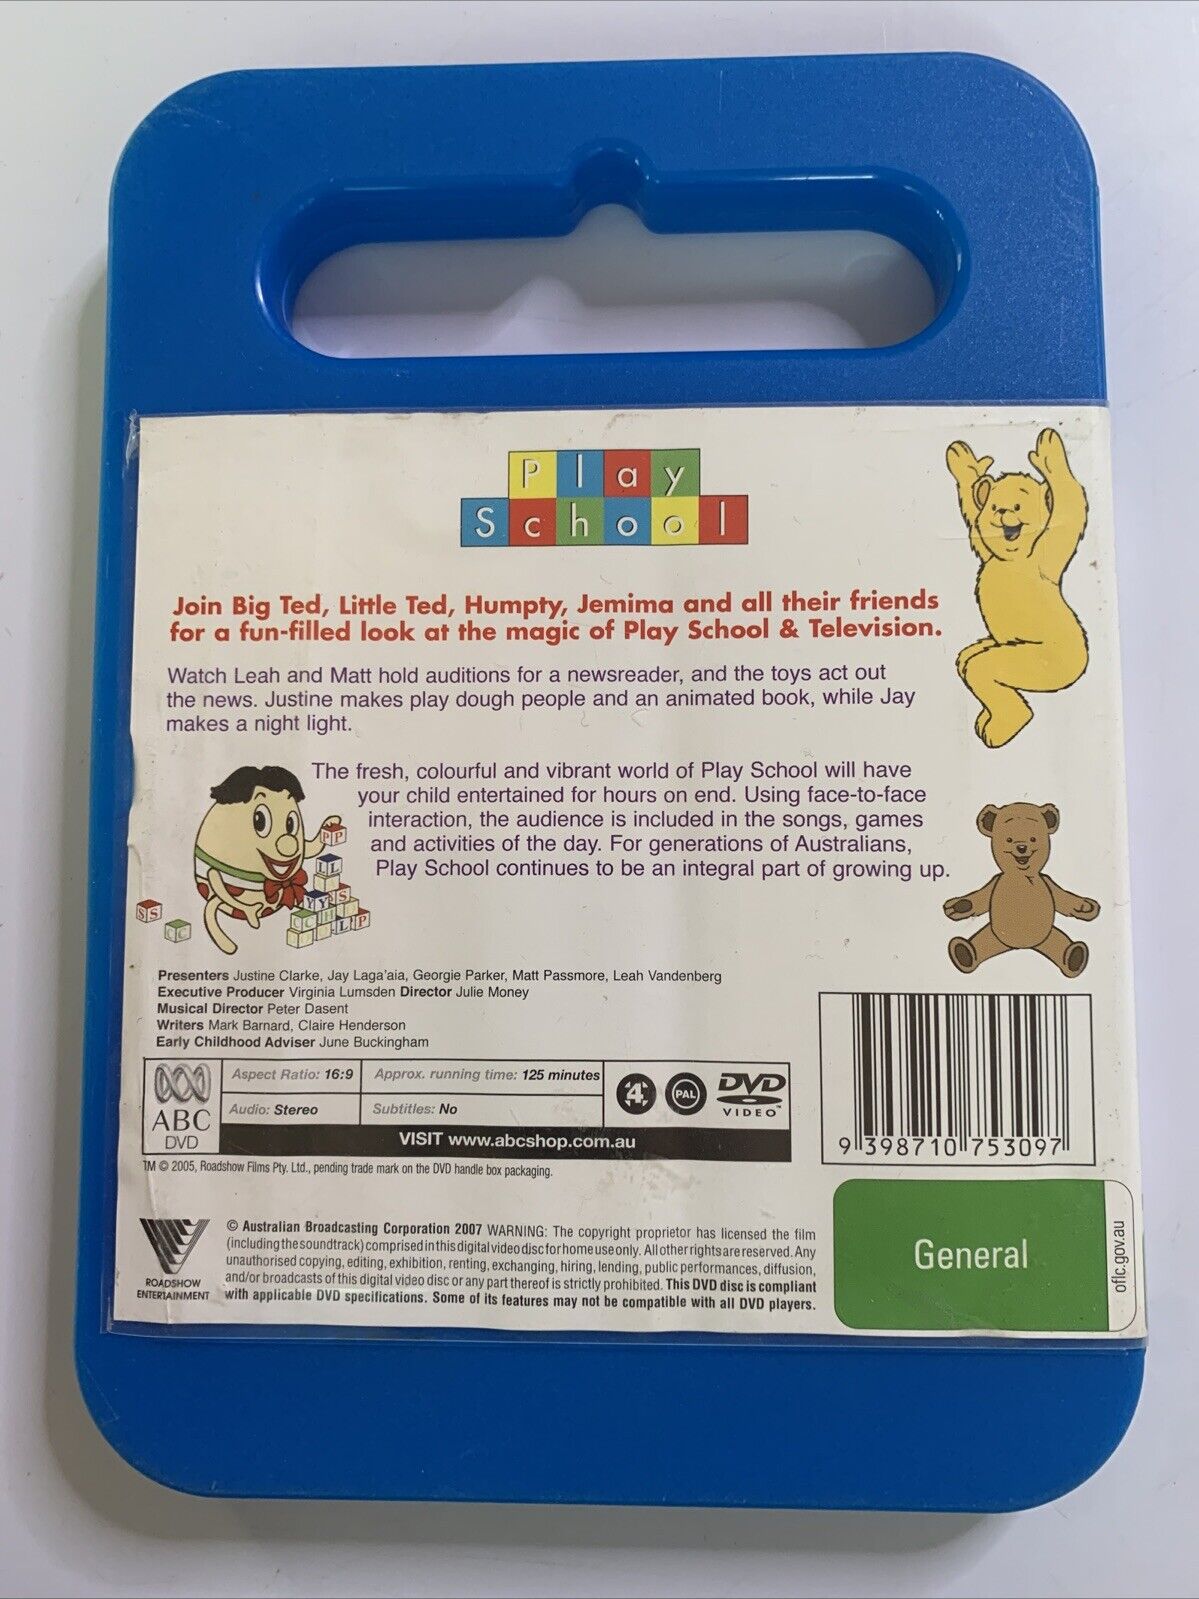 Play
School
Join Big Ted, Little Ted, Humpty, Jemima and all their friends
for a fun-filled look at the magic of Play School & Television.
Watch Leah and Matt hold auditions for a newsreader, and the toys act out
the news. Justine makes play dough people and an animated book, while Jay
makes a night light.
The fresh, colourful and vibrant world of Play School will have
your child entertained for hours on end. Using face-to-face
interaction, the audience is included in the songs, games
and activities of the day. For generations of Australians,
Play School continues to be an integral part of growing up.
P P
L L
Y Y S
S S
C C
C C H
L P
Presenters Justine Clarke, Jay Laga'aia, Georgie Parker, Matt Passmore, Leah Vandenberg
Executive Producer Virginia Lumsden Director Julie Money
Musical Director Peter Dasent
Writers Mark Barnard, Claire Henderson
Early Childhood Adviser June Buckingham
ABC
DVD
Aspect Ratio: 16:9
Approx. running time: 125 minutes
Audio: Stereo
Subtitles: No
4
PAL
DVD
VIDEO™
VISIT www.abcshop.com.au
9 398710 753097
TM © 2005, Roadshow Films Pty. Ltd., pending trade mark on the DVD handle box packaging.
ROADSHOW
ENTERTAINMENT
© Australian Broadcasting Corporation 2007 WARNING: The copyright proprietor has licensed the film
(including the soundtrack) comprised in this digital video disc for home use only. All other rights are reserved. Any
unauthorised copying, editing, exhibition, renting, exchanging, hiring, lending, public performances, diffusion,
and/or broadcasts of this digital video disc or any part thereof is strictly prohibited. This DVD disc is compliant
with applicable DVD specifications. Some of its features may not be compatible with all DVD players.
General
oflc.gov.au